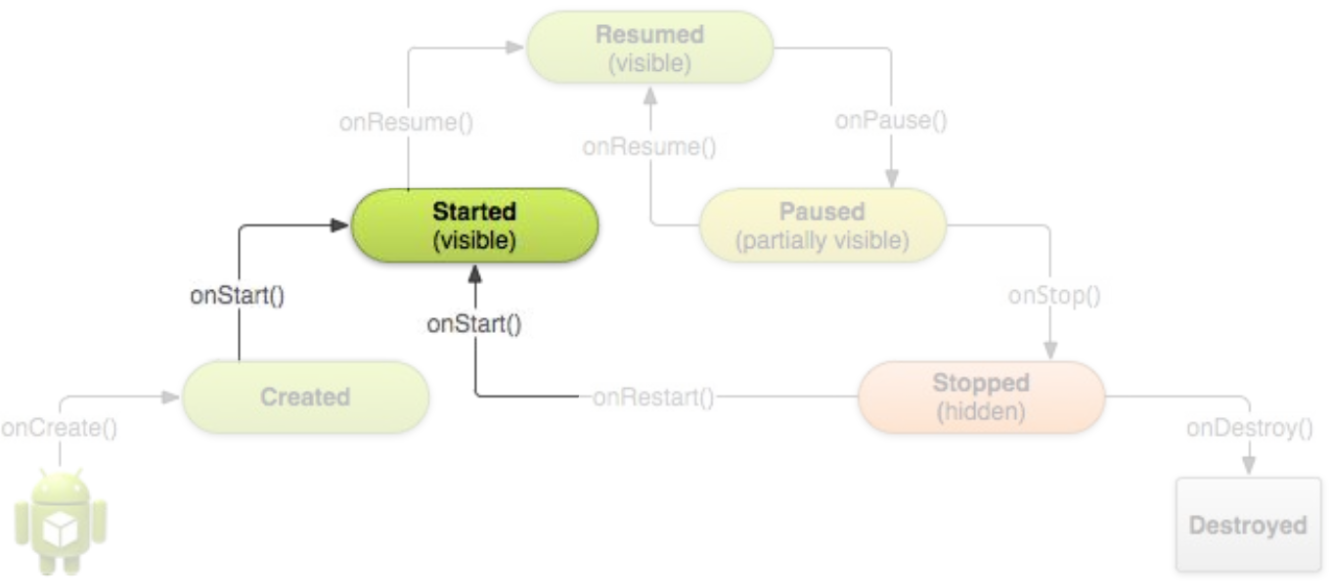 Resumed
(visible)
onResume()
onPause()
onResume()
Started
(visible)
Paused
(partially visible)
onStart()
onStart()
onStop()
Created
onRestart()
Stopped
(hidden)
onCreate()
onDestroy()
Destroyed